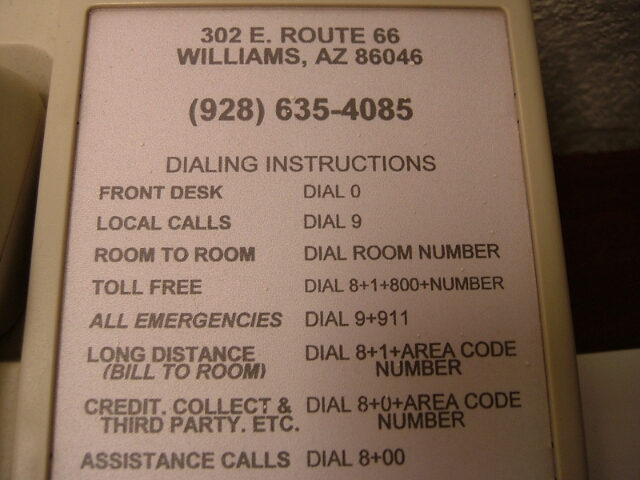 302 E. ROUTE 66
WILLIAMS, AZ 86046
(928) 635-4085
DIALING INSTRUCTIONS
FRONT DESK DIAL 0
LOCAL CALLS DIAL 9
ROOM TO ROOM DIAL ROOM NUMBER
TOLL FREE DIAL 8+1+800+NUMBER
ALL EMERGENCIES DIAL 9+911
LONG DISTANCE DIAL 8+1+AREA CODE
(BILL TO ROOM) NUMBER
CREDIT. COLLECT & DIAL 8+0+AREA CODE
THIRD PARTY. ETC. NUMBER
ASSISTANCE CALLS DIAL 8+00